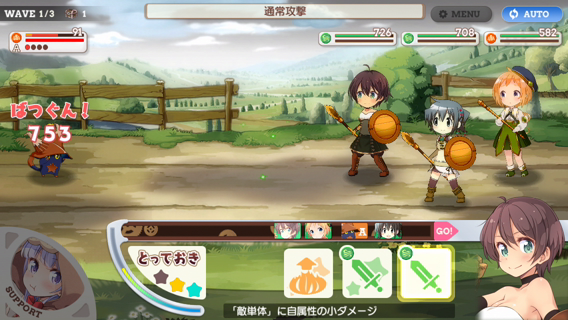 WAVE 1/3 1
通常攻撃
MENU
AUTO
91
A
726
708
582
ばつぐん!
753
GO!
とっておき
SUPPORT
「敵単体」に自属性の小ダメージ